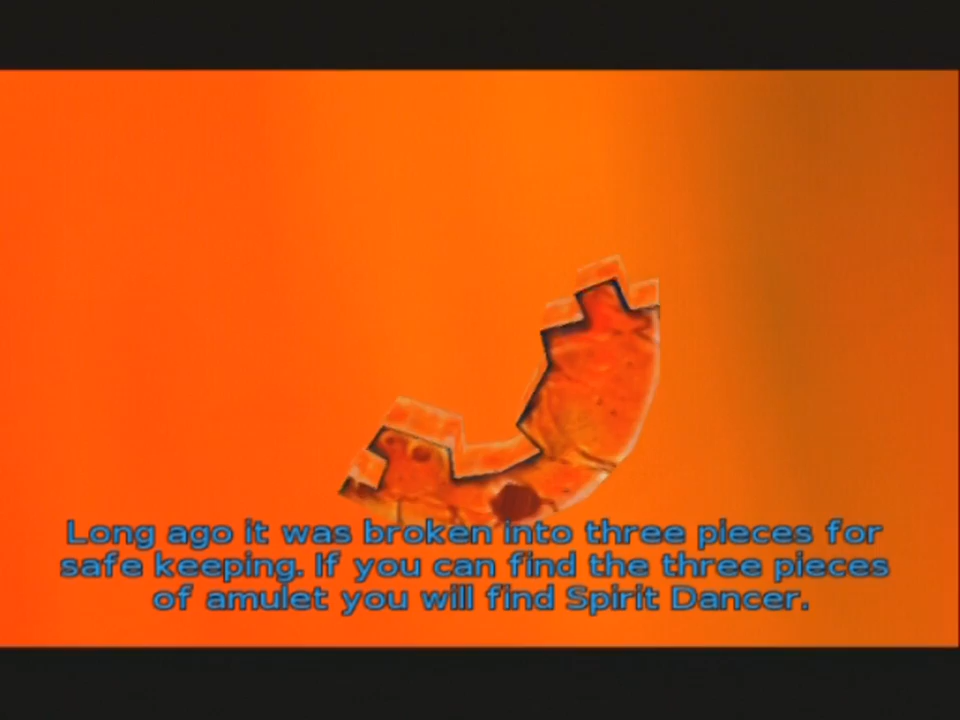 Long ago it was broken into three pieces for
safe keeping. If you can find the three pieces
of amulet you will find Spirit Dancer.